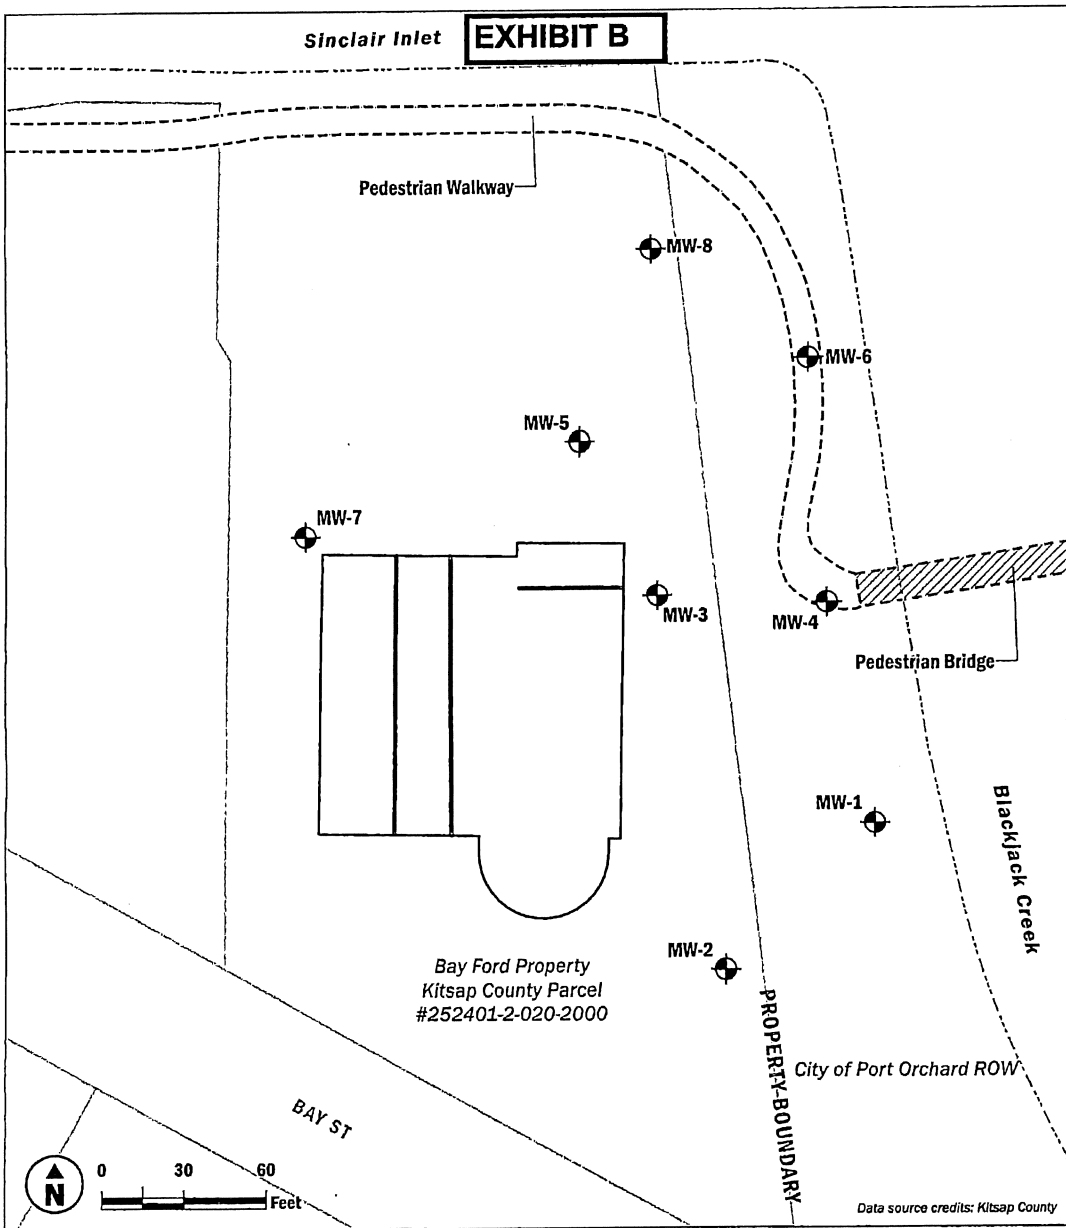 Sinclair Inlet
EXHIBIT B
Pedestrian Walkway
MW-8
MW-6
MW-5
MW-7
MW-3
MW-4
Pedestrian Bridge
MW-1
Blackjack Creek
MW-2
Bay Ford Property
Kitsap County Parcel
#252401-2-020-2000
PROPERTY BOUNDARY
City of Port Orchard ROW
BAY ST
N
0 30 60
Feet
Data source credits: Kitsap County